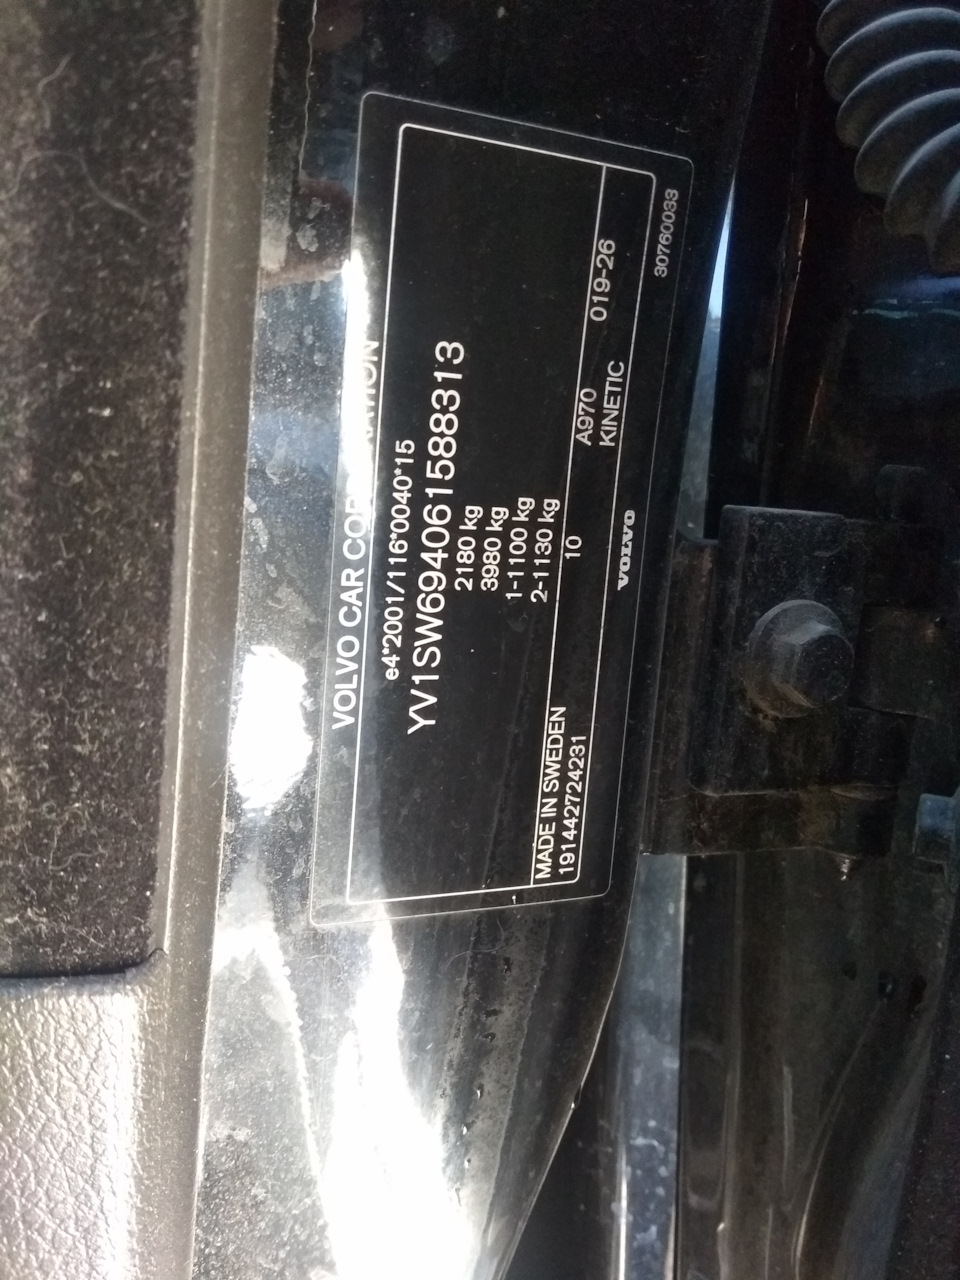 VOLVO CAR CORPORATION
e4*2001/116*0040*15
YV1SW694061588313
2180 kg
3980 kg
1-1100 kg
2-1130 kg
MADE IN SWEDEN 10 A970 019-26
191442724231 KINETIC
VOLVO 30760033